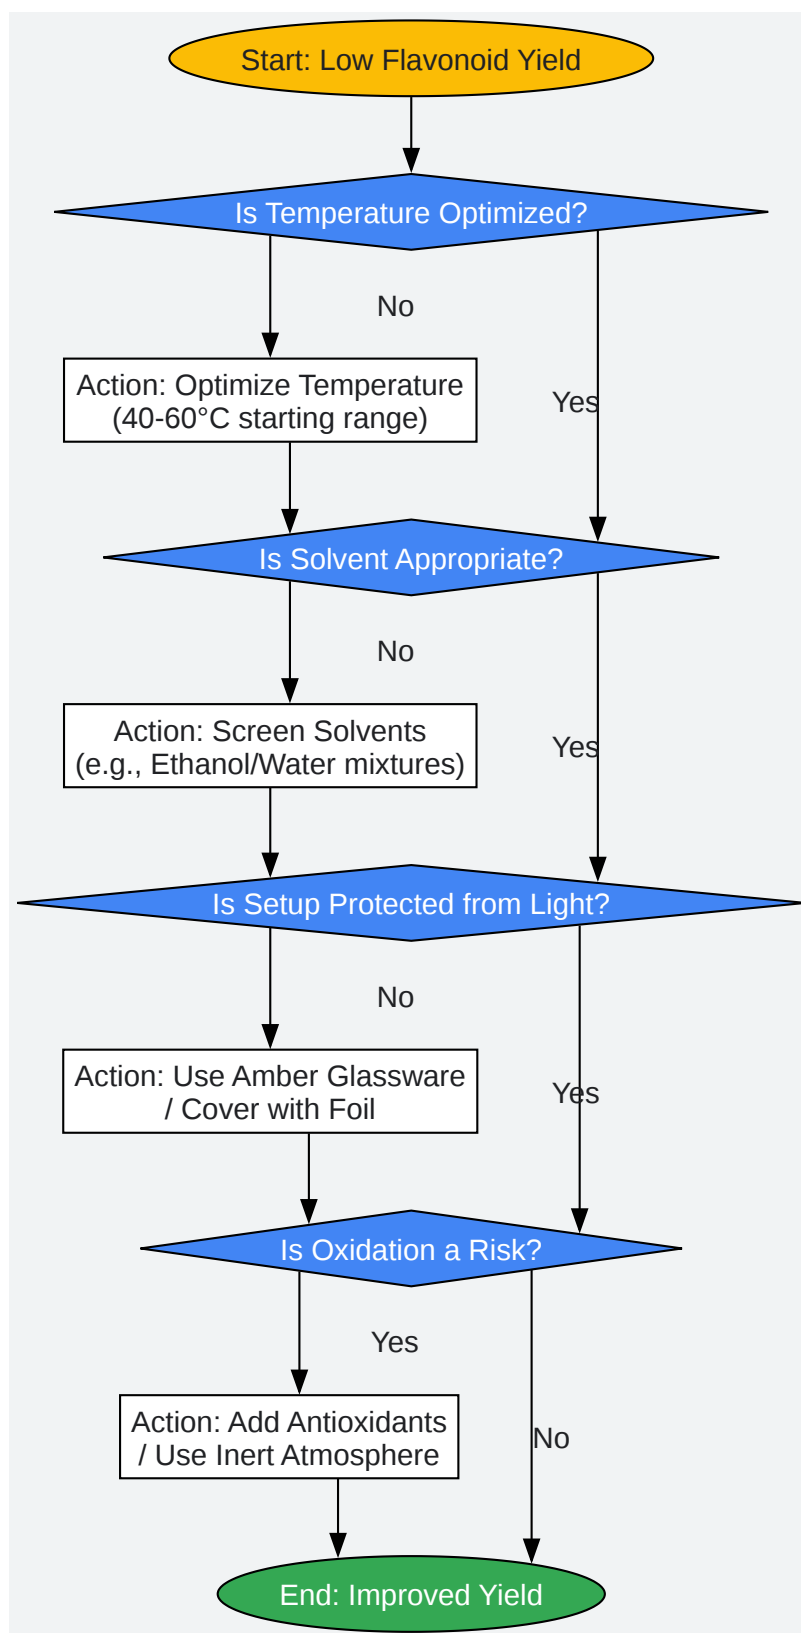 Start: Low Flavonoid Yield
Is Temperature Optimized?
No
Action: Optimize Temperature
(40-60°C starting range)
Yes
Is Solvent Appropriate?
No
Action: Screen Solvents
(e.g., Ethanol/Water mixtures)
Yes
Is Setup Protected from Light?
No
Action: Use Amber Glassware
/ Cover with Foil
Yes
Is Oxidation a Risk?
Yes
Action: Add Antioxidants
/ Use Inert Atmosphere
No
End: Improved Yield